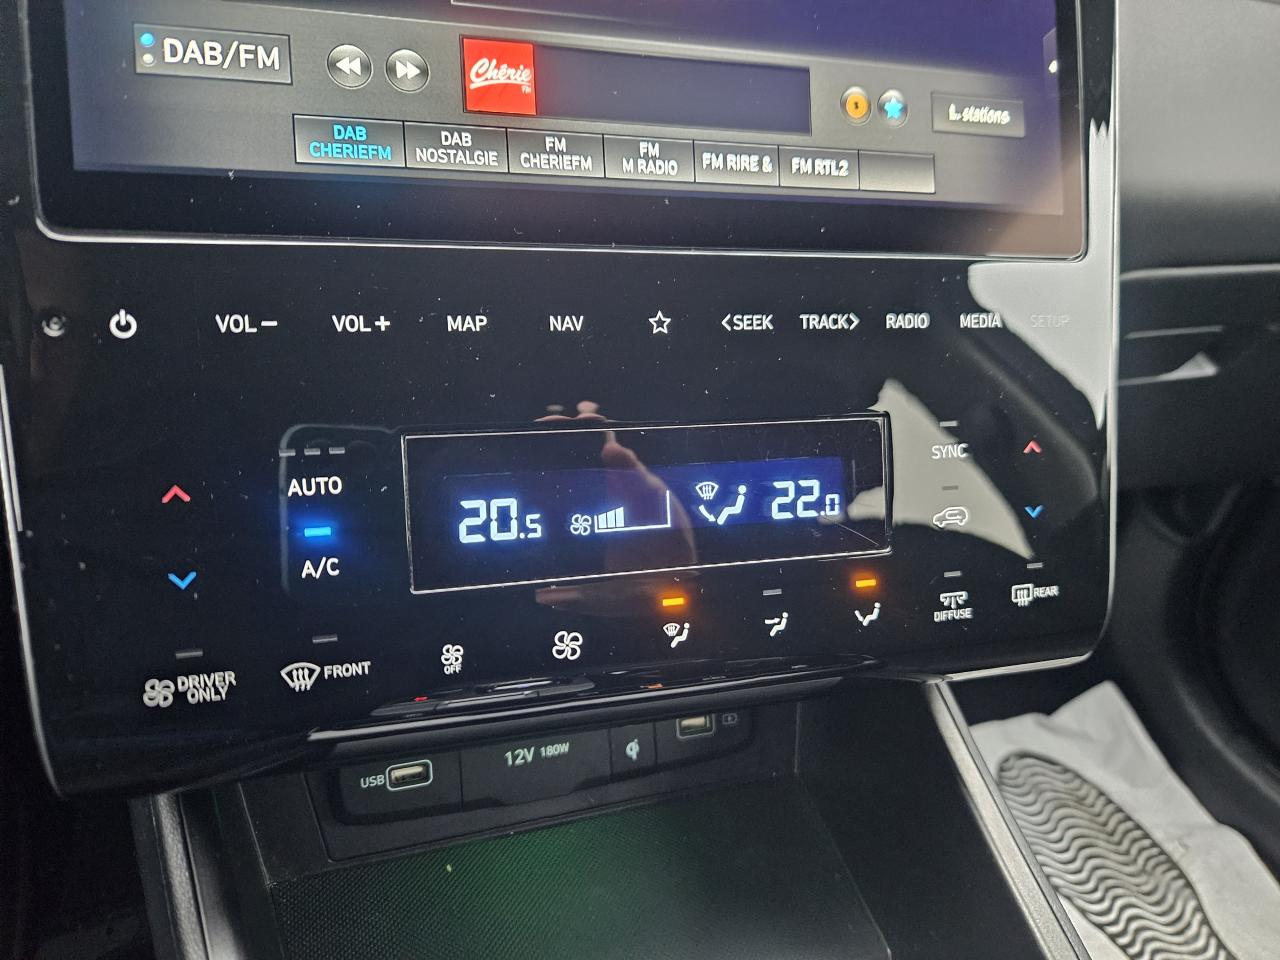 DAB/FM
Chérie
FM
L. stations
DAB CHERIEFM
DAB NOSTALGIE
FM CHERIEFM
FM M RADIO
FM RIRE &
FM RTL2
VOL–
VOL+
MAP
NAV
<SEEK
TRACK>
RADIO
MEDIA
SETUP
AUTO
A/C
20.5
22.0
SYNC
DRIVER ONLY
FRONT
OFF
DIFFUSE
REAR
USB
12V 180W